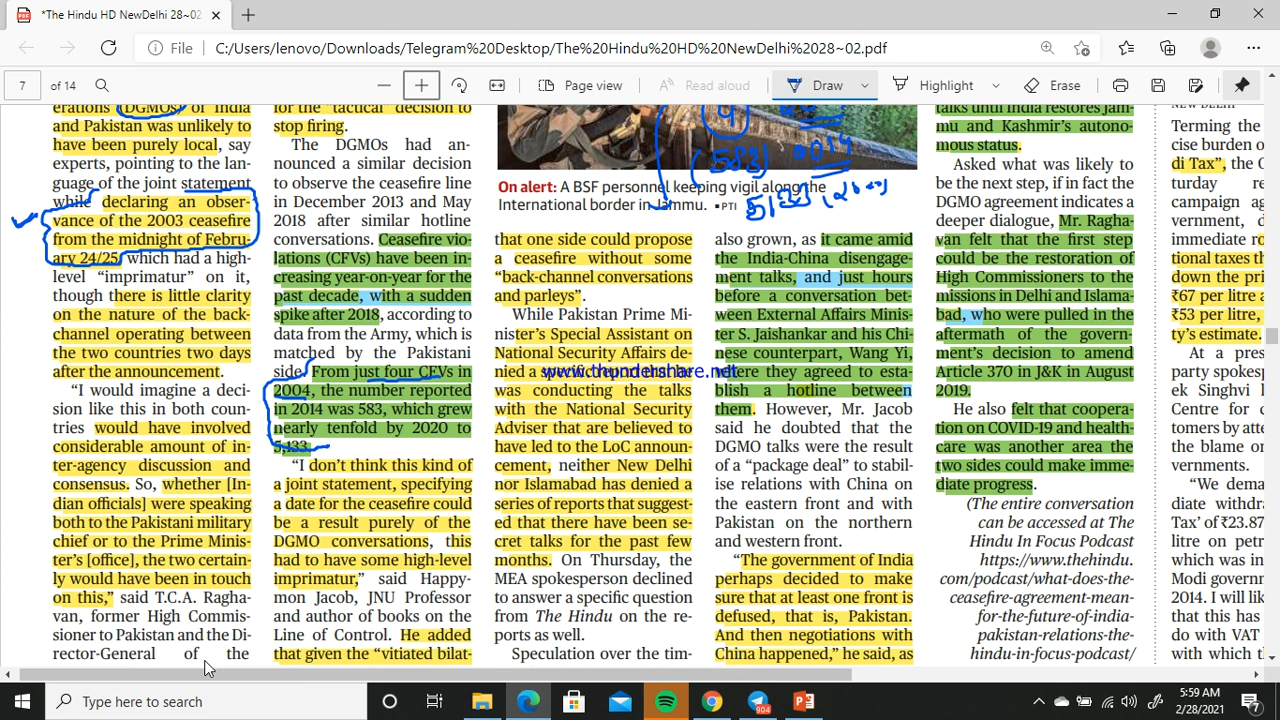 *The Hindu HD NewDelhi 28~02
File
C:/Users/lenovo/Downloads/Telegram%20Desktop/The%20Hindu%20HD%20NewDelhi%2028~02.pdf
7
of 14
Page view
Read aloud
Draw
Highlight
Erase
erations (DGMOs) of India
and Pakistan was unlikely to
have been purely local, say
experts, pointing to the lan-
guage of the joint statement
while declaring an obser-
vance of the 2003 ceasefire
from the midnight of Febru-
ary 24/25, which had a high-
level “imprimatur” on it,
though there is little clarity
on the nature of the back-
channel operating between
the two countries two days
after the announcement.
“I would imagine a deci-
sion like this in both coun-
tries would have involved
considerable amount of in-
ter-agency discussion and
consensus. So, whether [In-
dian officials] were speaking
both to the Pakistani military
chief or to the Prime Minis-
ter’s [office], the two certain-
ly would have been in touch
on this,” said T.C.A. Ragha-
van, former High Commis-
sioner to Pakistan and the Di-
rector-General of the
for the ‘tactical’ decision to
stop firing.
The DGMOs had an-
nounced a similar decision
to observe the ceasefire line
in December 2013 and May
2018 after similar hotline
conversations. Ceasefire vio-
lations (CFVs) have been in-
creasing year-on-year for the
past decade, with a sudden
spike after 2018, according to
data from the Army, which is
matched by the Pakistani
side. From just four CFVs in
2004, the number reported
in 2014 was 583, which grew
nearly tenfold by 2020 to
5,133.
“I don’t think this kind of
a joint statement, specifying
a date for the ceasefire could
be a result purely of the
DGMO conversations, this
had to have some high-level
imprimatur,” said Happy-
mon Jacob, JNU Professor
and author of books on the
Line of Control. He added
that given the “vitiated bilat-
4
(583) 2014
5133 (2020)
On alert: A BSF personnel keeping vigil along the
International border in Jammu. ▪PTI
that one side could propose
a ceasefire without some
“back-channel conversations
and parleys”.
While Pakistan Prime Mi-
nister’s Special Assistant on
National Security Affairs de-
nied a specific report that he
www.thundershare.net
was conducting the talks
with the National Security
Adviser that are believed to
have led to the LoC announ-
cement, neither New Delhi
nor Islamabad has denied a
series of reports that suggest-
ed that there have been se-
cret talks for the past few
months. On Thursday, the
MEA spokesperson declined
to answer a specific question
from The Hindu on the re-
ports as well.
Speculation over the tim-
also grown, as it came amid
the India-China disengage-
ment talks, and just hours
before a conversation bet-
ween External Affairs Minis-
ter S. Jaishankar and his Chi-
nese counterpart, Wang Yi,
where they agreed to esta-
blish a hotline between
them. However, Mr. Jacob
said he doubted that the
DGMO talks were the result
of a “package deal” to stabil-
ise relations with China on
the eastern front and with
Pakistan on the northern
and western front.
“The government of India
perhaps decided to make
sure that at least one front is
defused, that is, Pakistan.
And then negotiations with
China happened,” he said, as
talks until India restores Jam-
mu and Kashmir’s autono-
mous status.
Asked what was likely to
be the next step, if in fact the
DGMO agreement indicates a
deeper dialogue, Mr. Ragha-
van felt that the first step
could be the restoration of
High Commissioners to the
missions in Delhi and Islama-
bad, who were pulled in the
aftermath of the govern-
ment’s decision to amend
Article 370 in J&K in August
2019.
He also felt that coopera-
tion on COVID-19 and health-
care was another area the
two sides could make imme-
diate progress.
(The entire conversation
can be accessed at The
Hindu In Focus Podcast
https://www.thehindu.
com/podcast/what-does-the-
ceasefire-agreement-mean-
for-the-future-of-india-
pakistan-relations-the-
hindu-in-focus-podcast/
NEW DELHI
Terming the
cise burden o
di Tax”, the C
turday re
campaign ag
vernment, d
immediate ro
tional taxes th
down the pri
₹67 per litre a
₹53 per litre,
ty’s estimate.
At a pres
party spokesp
ek Singhvi l
Centre for c
tomers by atte
the blame on
vernments.
“We dema
diate withdra
Tax’ of ₹23.87
litre on petr
which was in
Modi governm
2014. I will lik
that this has
do with VAT
with which t
Type here to search
904
5:59 AM
2/28/2021
7